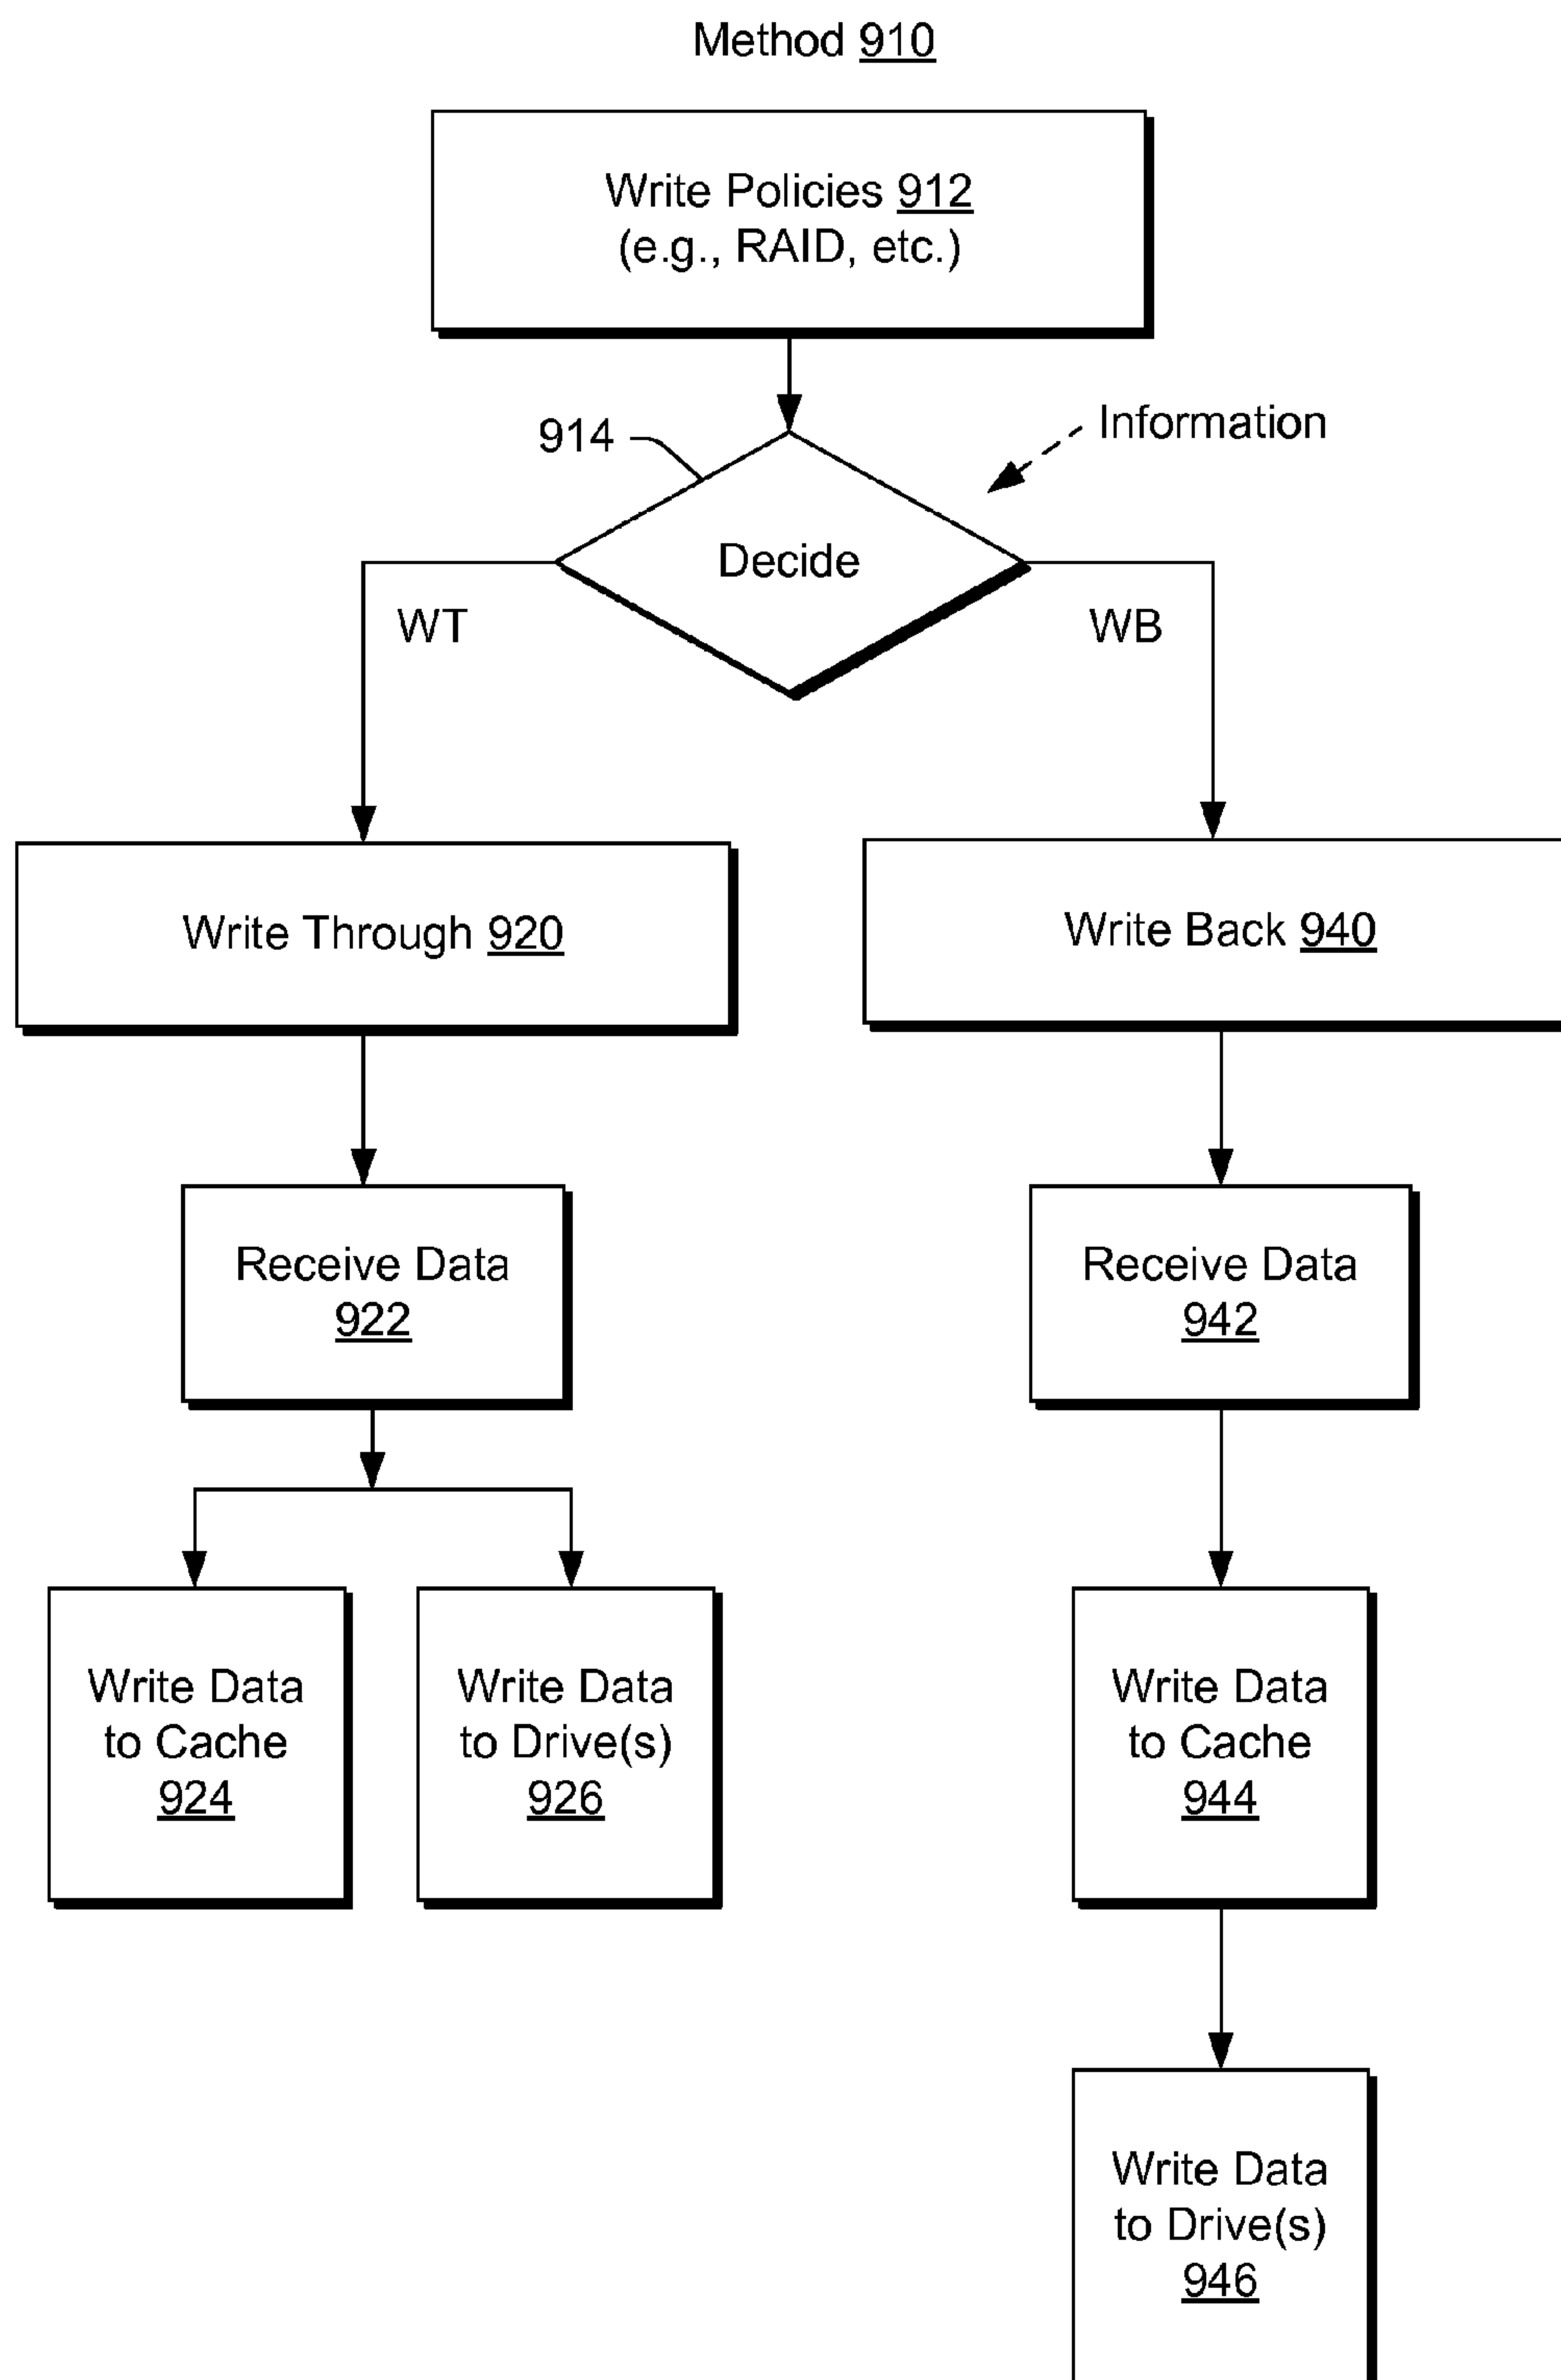 Method 910
Write Policies 912
(e.g., RAID, etc.)
914
Information
Decide
WT
WB
Write Through 920
Write Back 940
Receive Data
922
Receive Data
942
Write Data
to Cache
924
Write Data
to Drive(s)
926
Write Data
to Cache
944
Write Data
to Drive(s)
946